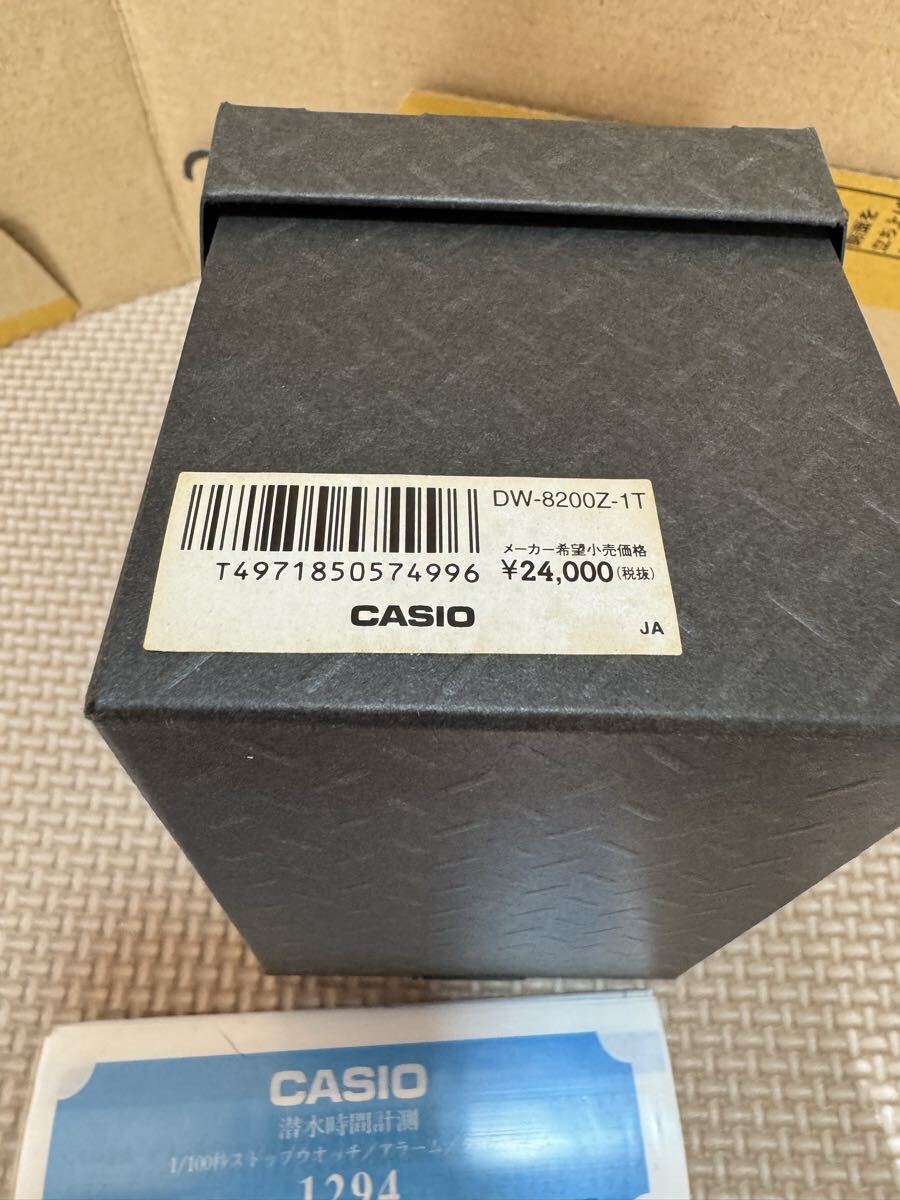 DW-8200Z-1T
メーカー希望小売価格
T4971850574996 ¥24,000(税抜)
CASIO
JA
CASIO
潜水時間計測
1/100秒ストップウオッチ/アラーム/
1294